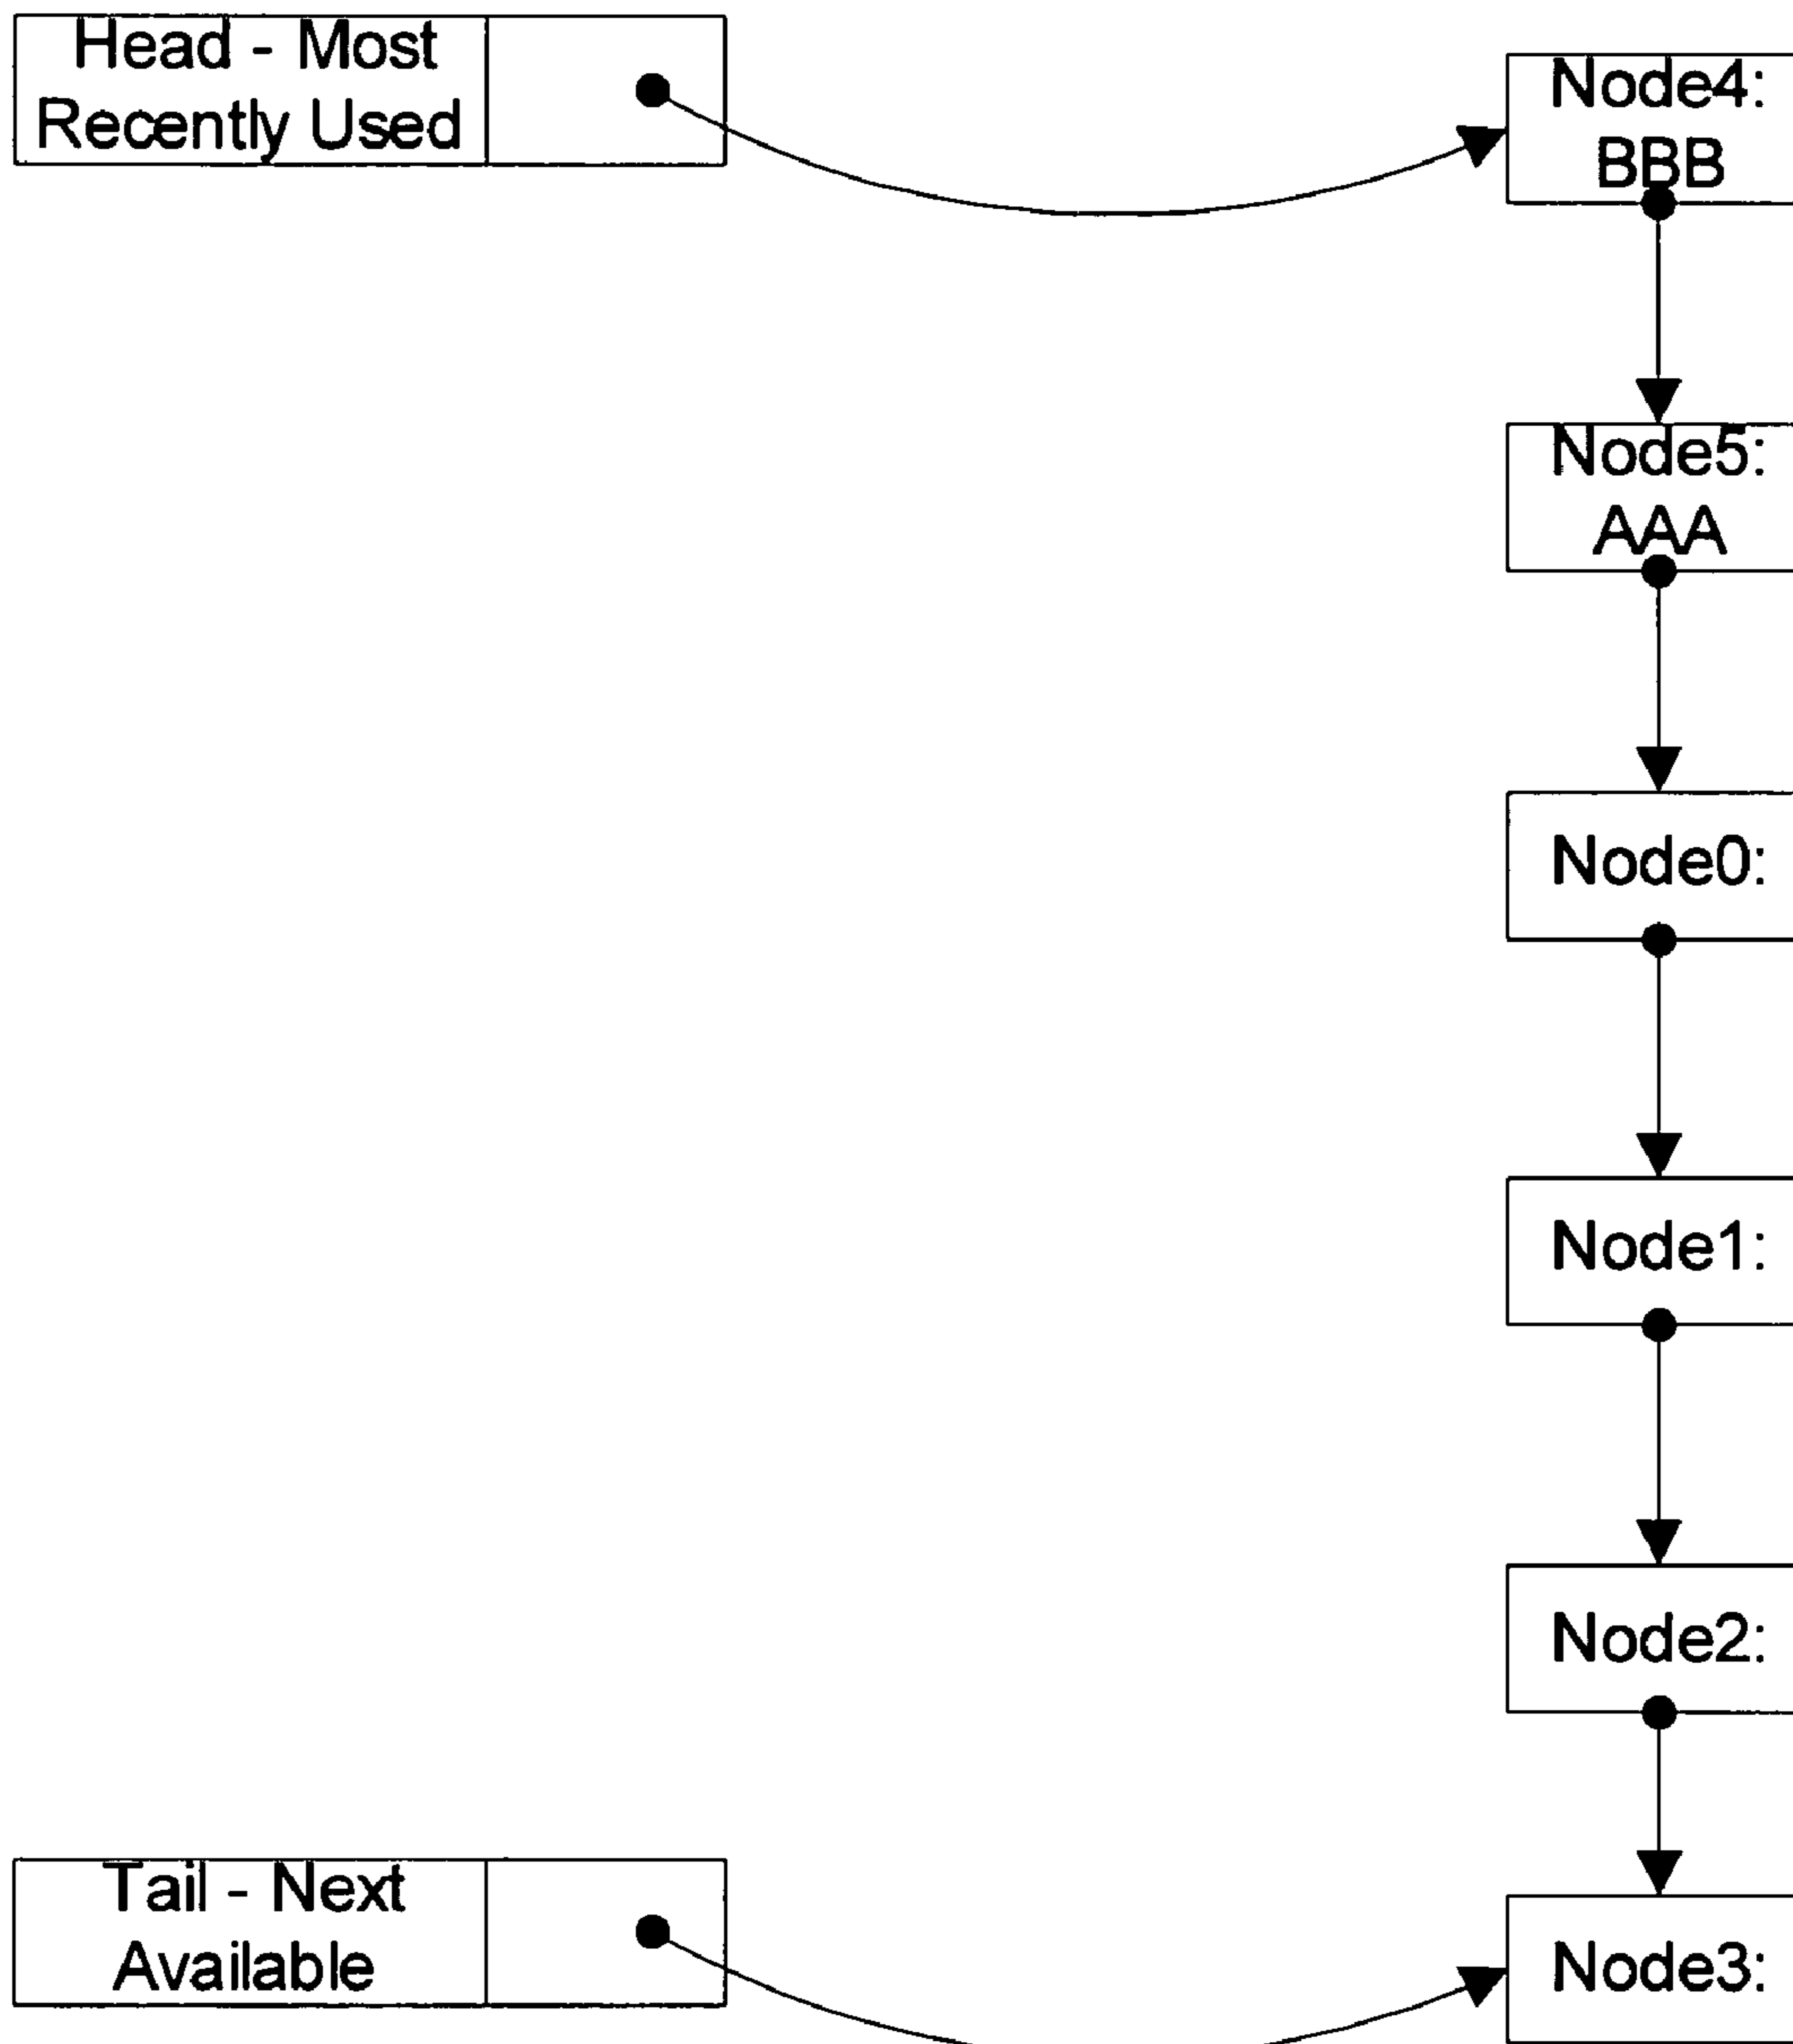 Head - Most
Recently Used
Node4:
BBB
Node5:
AAA
Node0:
Node1:
Node2:
Tail - Next
Available
Node3: